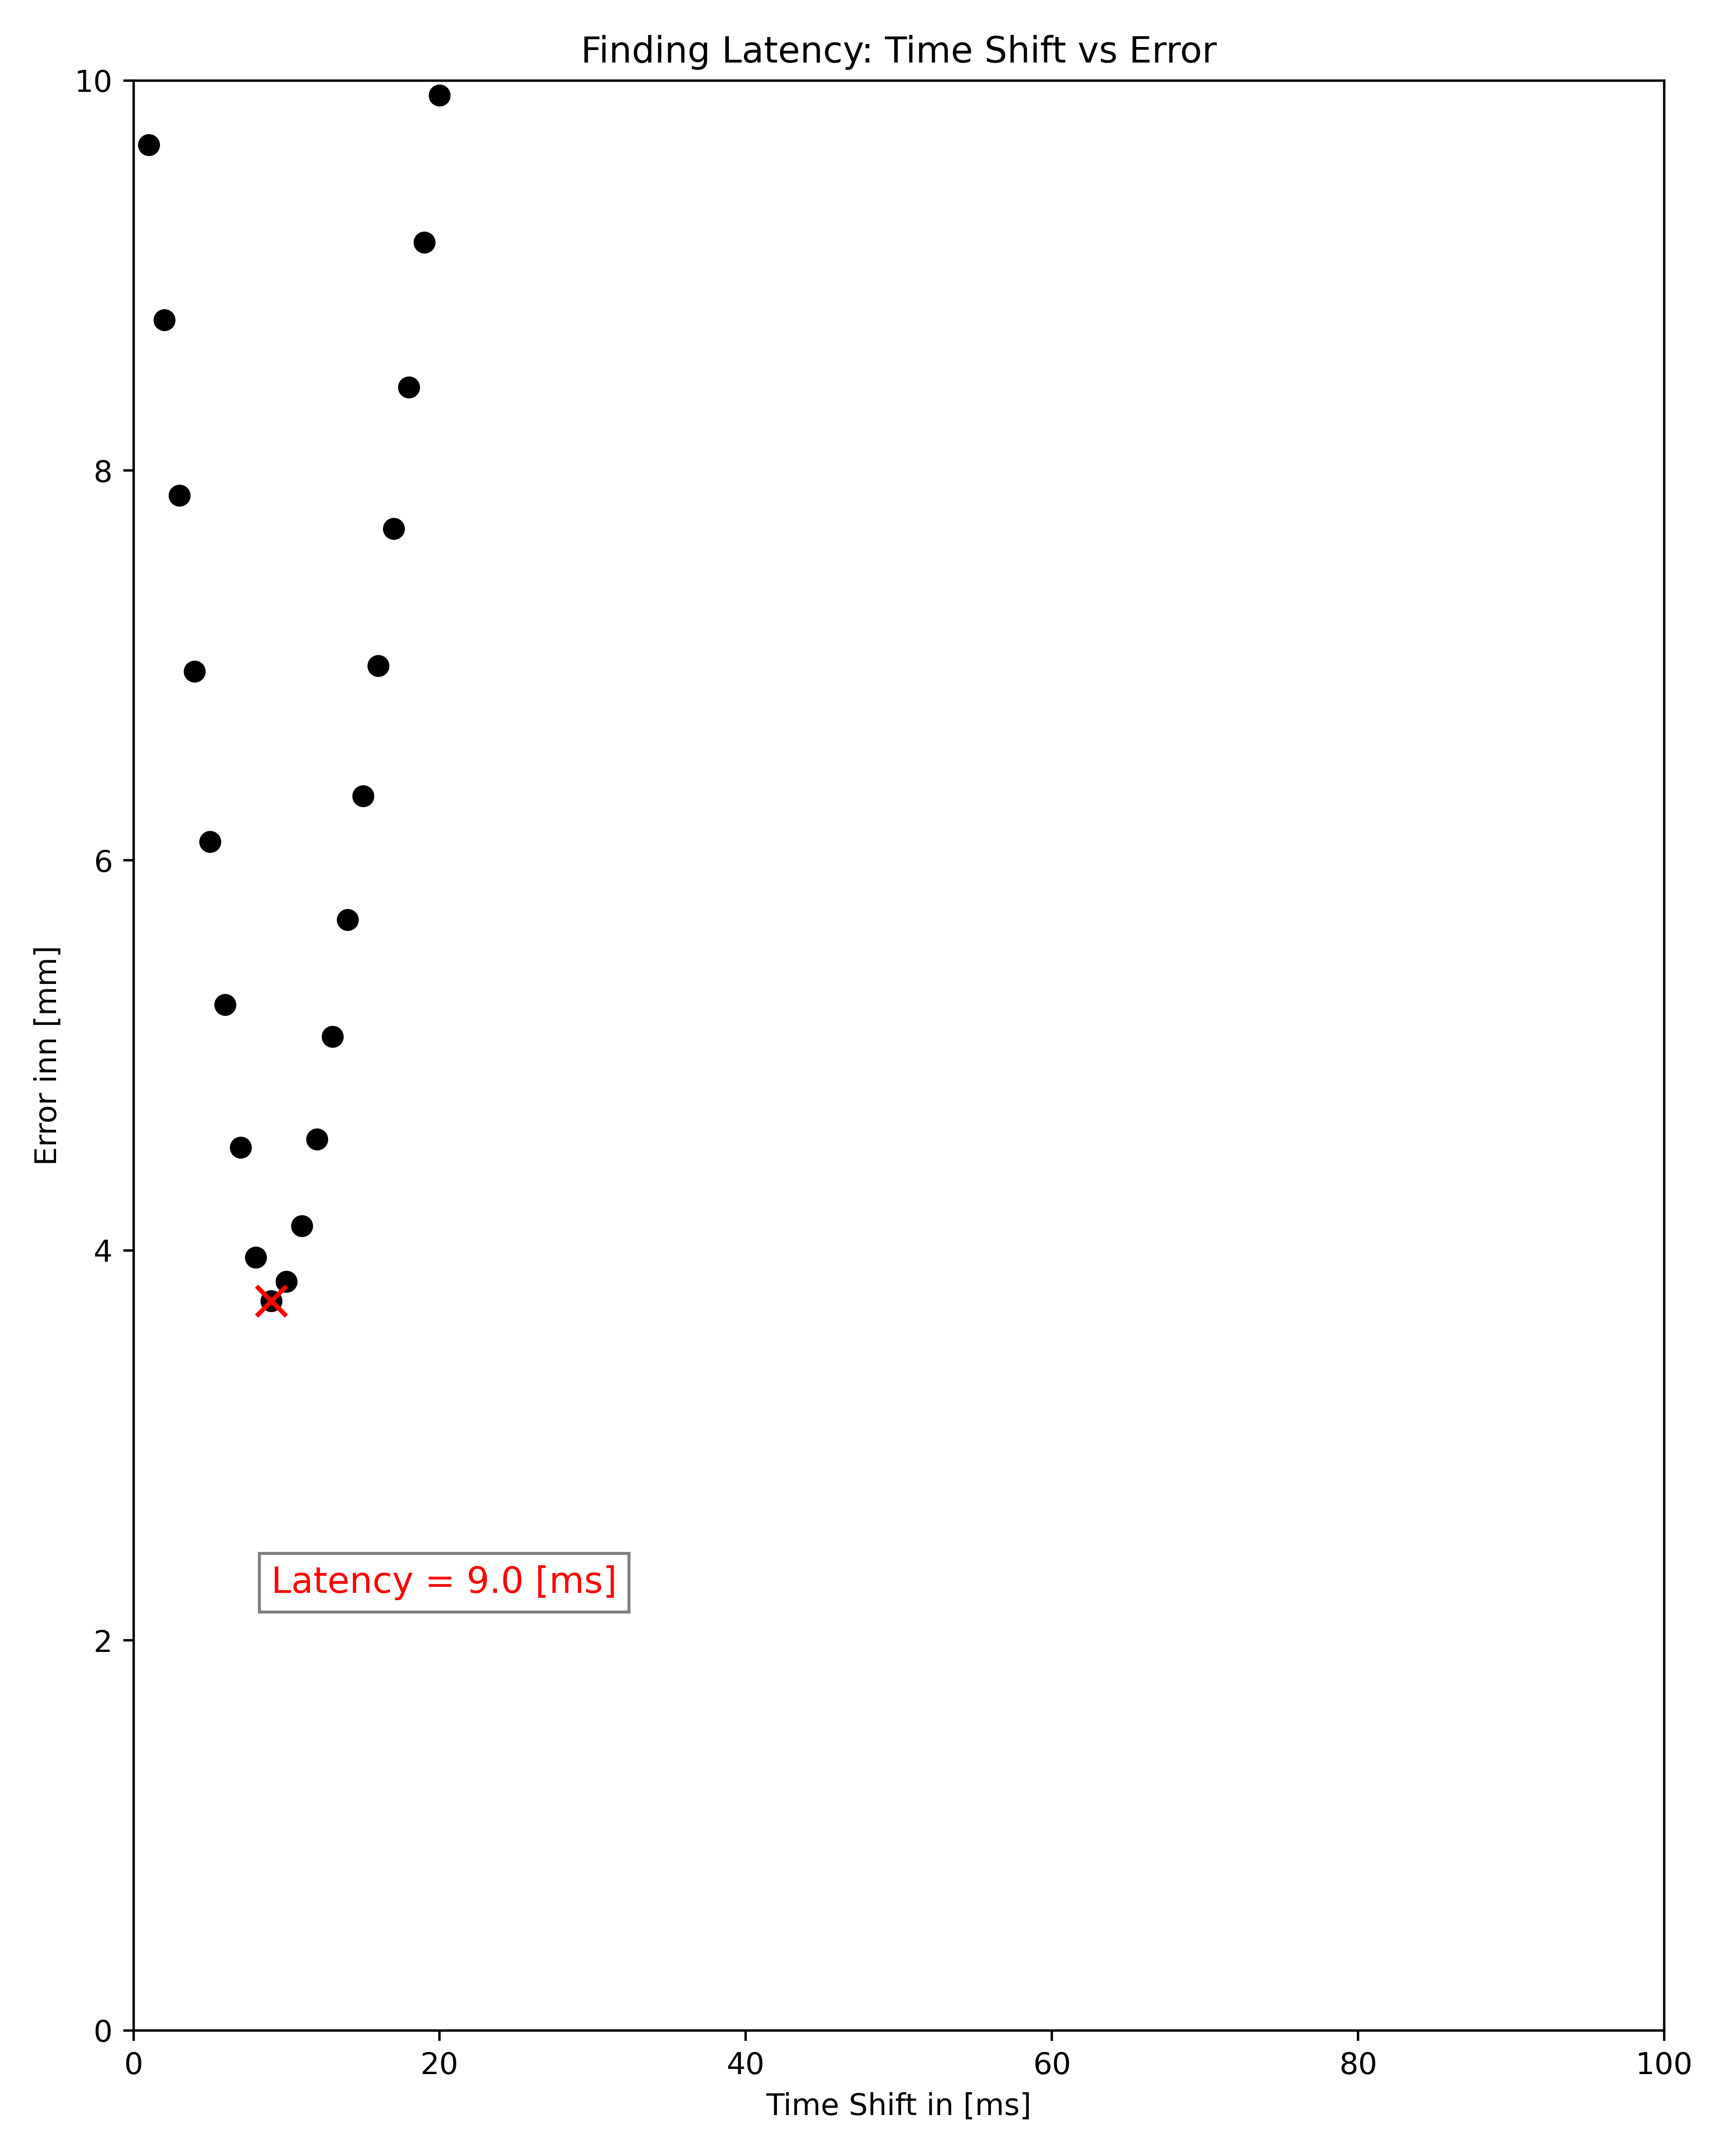 Finding Latency: Time Shift vs Error
10
8
6
4
2
0
Error inn [mm]
Latency = 9.0 [ms]
0 20 40 60 80 100
Time Shift in [ms]